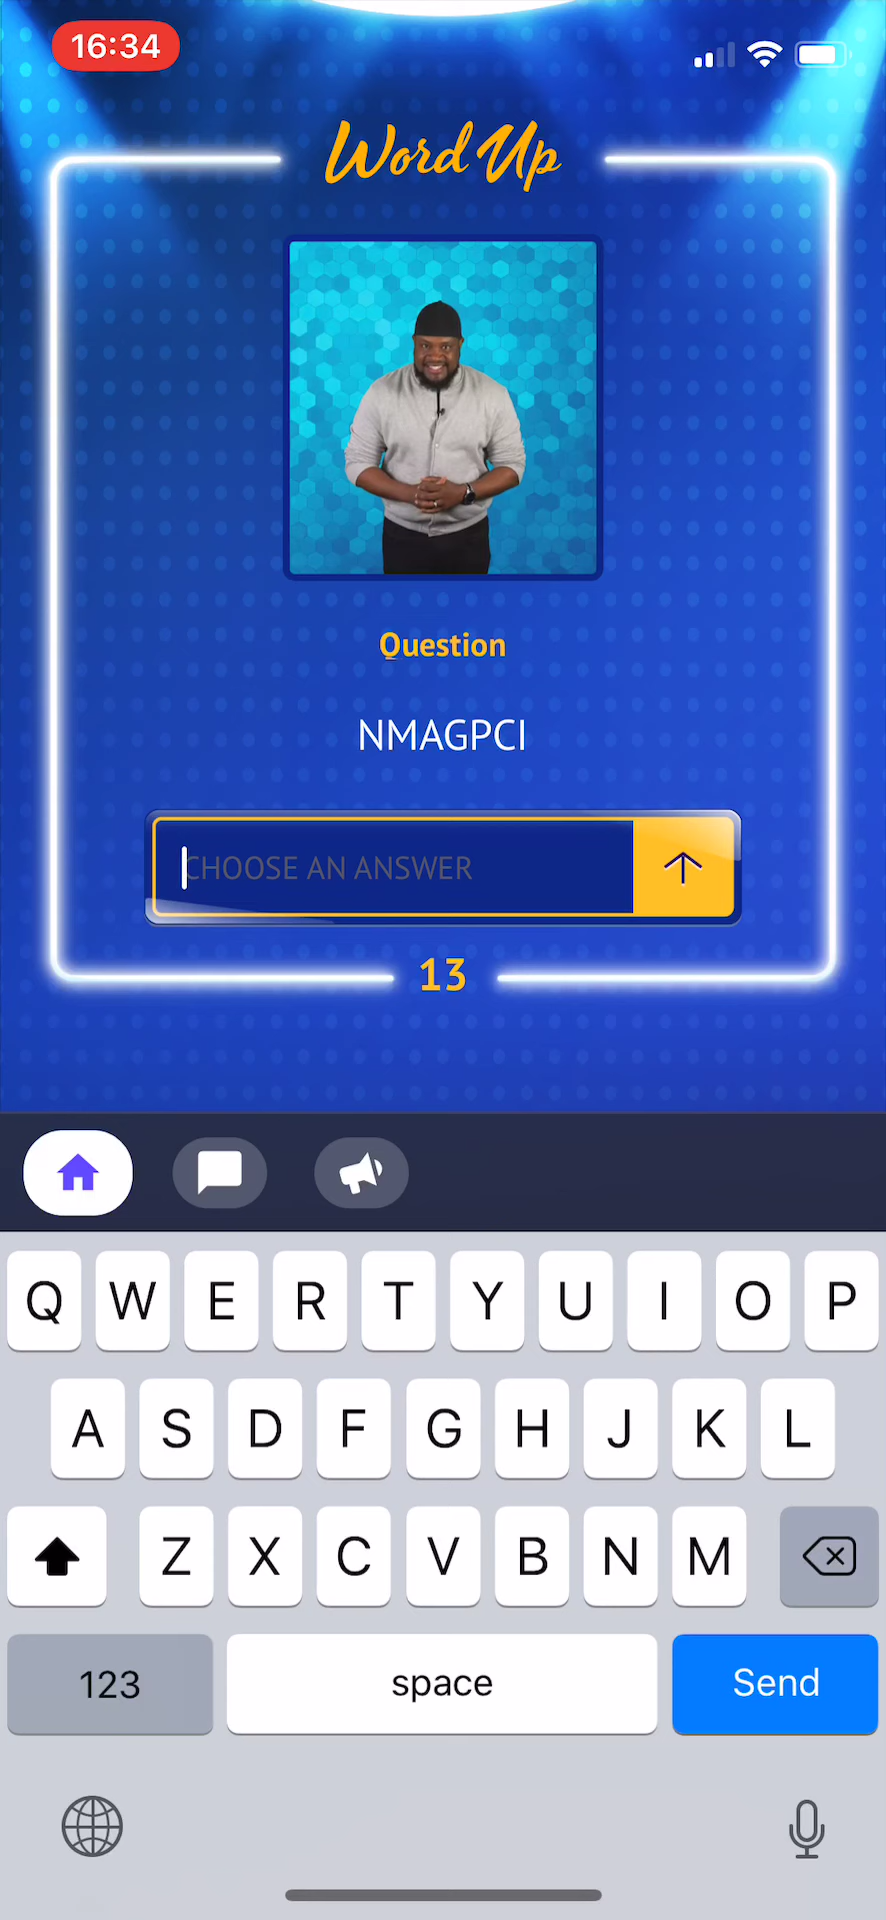 16:34
Word Up
Question
NMAGPCI
CHOOSE AN ANSWER
13
Q W E R T Y U I O P
A S D F G H J K L
Z X C V B N M
123 space Send